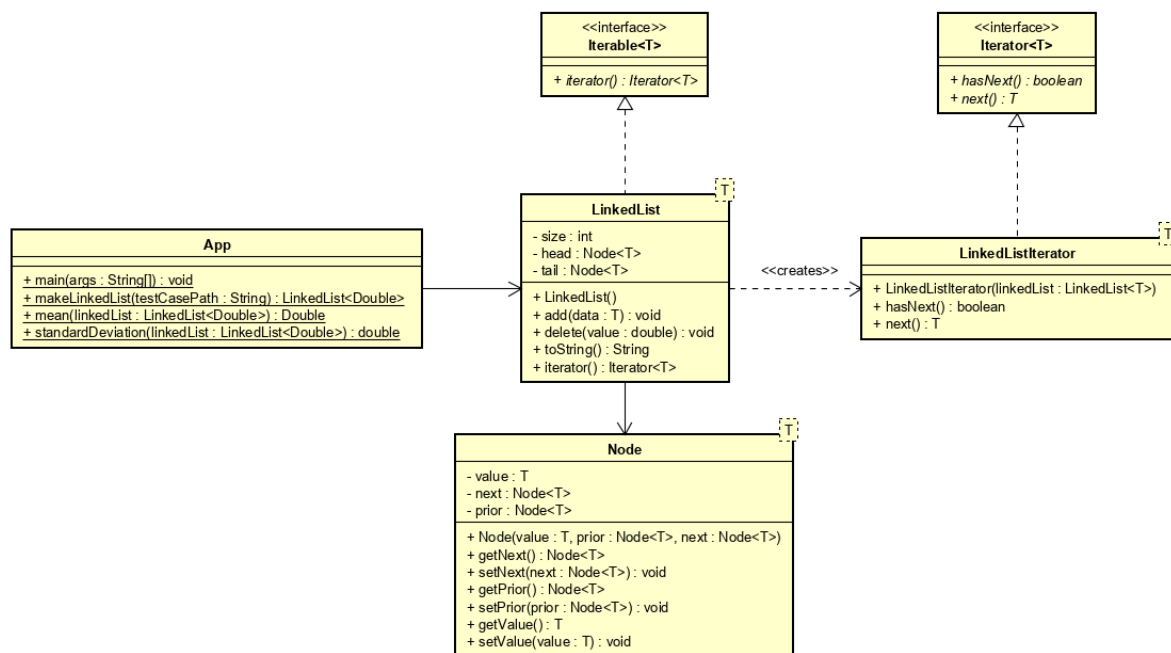 <<interface>>
Iterable<T>
+ iterator() : Iterator<T>
<<interface>>
Iterator<T>
+ hasNext() : boolean
+ next() : T
App
+ main(args : String[]) : void
+ makeLinkedList(testCasePath : String) : LinkedList<Double>
+ mean(linkedList : LinkedList<Double>) : Double
+ standardDeviation(linkedList : LinkedList<Double>) : double
T
LinkedList
- size : int
- head : Node<T>
- tail : Node<T>
+ LinkedList()
+ add(data : T) : void
+ delete(value : double) : void
+ toString() : String
+ iterator() : Iterator<T>
<<creates>>
T
LinkedListIterator
+ LinkedListIterator(linkedList : LinkedList<T>)
+ hasNext() : boolean
+ next() : T
T
Node
- value : T
- next : Node<T>
- prior : Node<T>
+ Node(value : T, prior : Node<T>, next : Node<T>)
+ getNext() : Node<T>
+ setNext(next : Node<T>) : void
+ getPrior() : Node<T>
+ setPrior(prior : Node<T>) : void
+ getValue() : T
+ setValue(value : T) : void